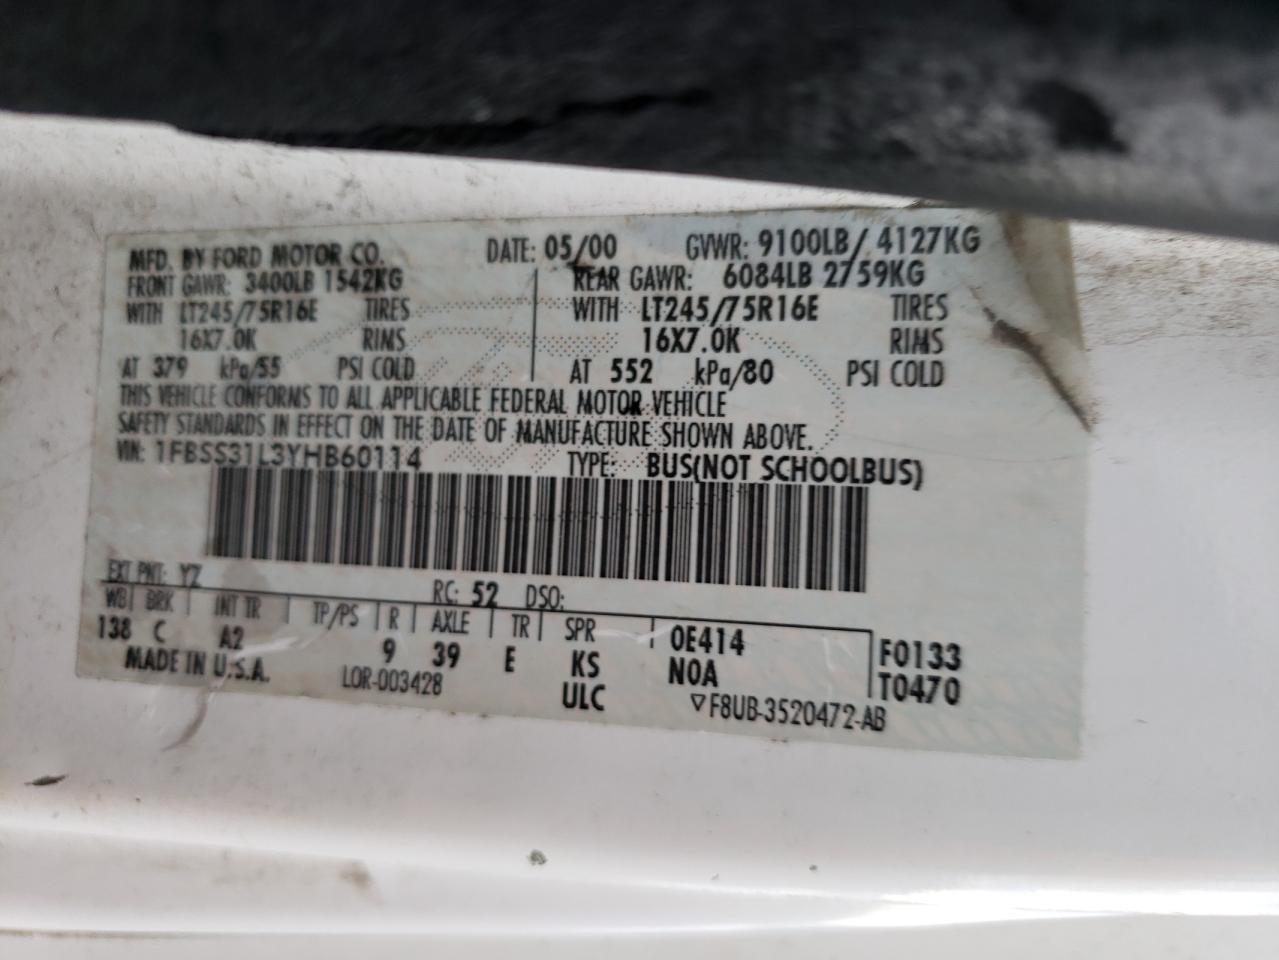 MFD. BY FORD MOTOR CO. DATE: 05/00 GVWR: 9100LB/ 4127KG
FRONT GAWR: 3400LB 1542KG REAR GAWR: 6084LB 2759KG
WITH LT245/75R16E TIRES WITH LT245/75R16E TIRES
16X7.0K RIMS 16X7.0K RIMS
AT 379 kPa/55 PSI COLD AT 552 kPa/80 PSI COLD
THIS VEHICLE CONFORMS TO ALL APPLICABLE FEDERAL MOTOR VEHICLE
SAFETY STANDARDS IN EFFECT ON THE DATE OF MANUFACTURE SHOWN ABOVE.
VIN: 1FBSS31L3YHB60114 TYPE: BUS(NOT SCHOOLBUS)
EXT PNT: YZ RC: 52 DSO:
WB BRK INT TR TP/PS R AXLE TR SPR 0E414 F0133
138 C A2 9 39 E KS N0A T0470
MADE IN U.S.A. LOR-003428 ULC ▽F8UB-3520472-AB